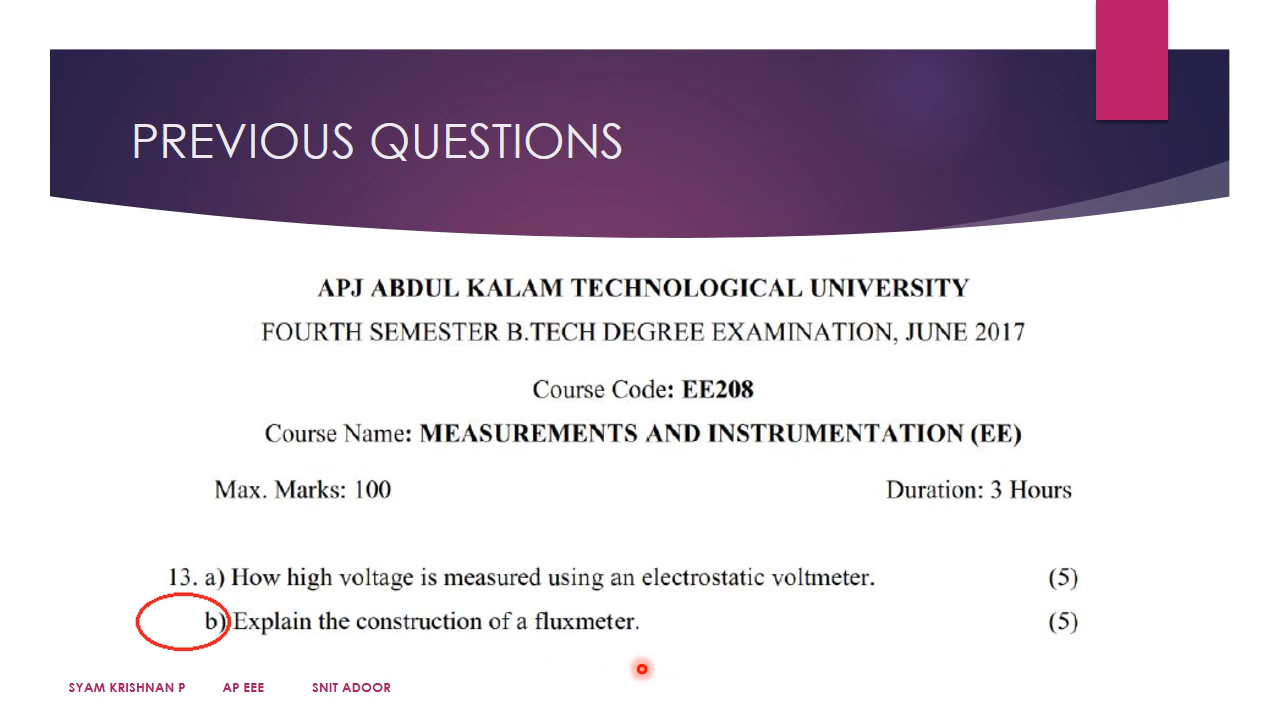 PREVIOUS QUESTIONS
APJ ABDUL KALAM TECHNOLOGICAL UNIVERSITY
FOURTH SEMESTER B.TECH DEGREE EXAMINATION, JUNE 2017
Course Code: EE208
Course Name: MEASUREMENTS AND INSTRUMENTATION (EE)
Max. Marks: 100 Duration: 3 Hours
13. a) How high voltage is measured using an electrostatic voltmeter. (5)
b) Explain the construction of a fluxmeter. (5)
SYAM KRISHNAN P AP EEE SNIT ADOOR